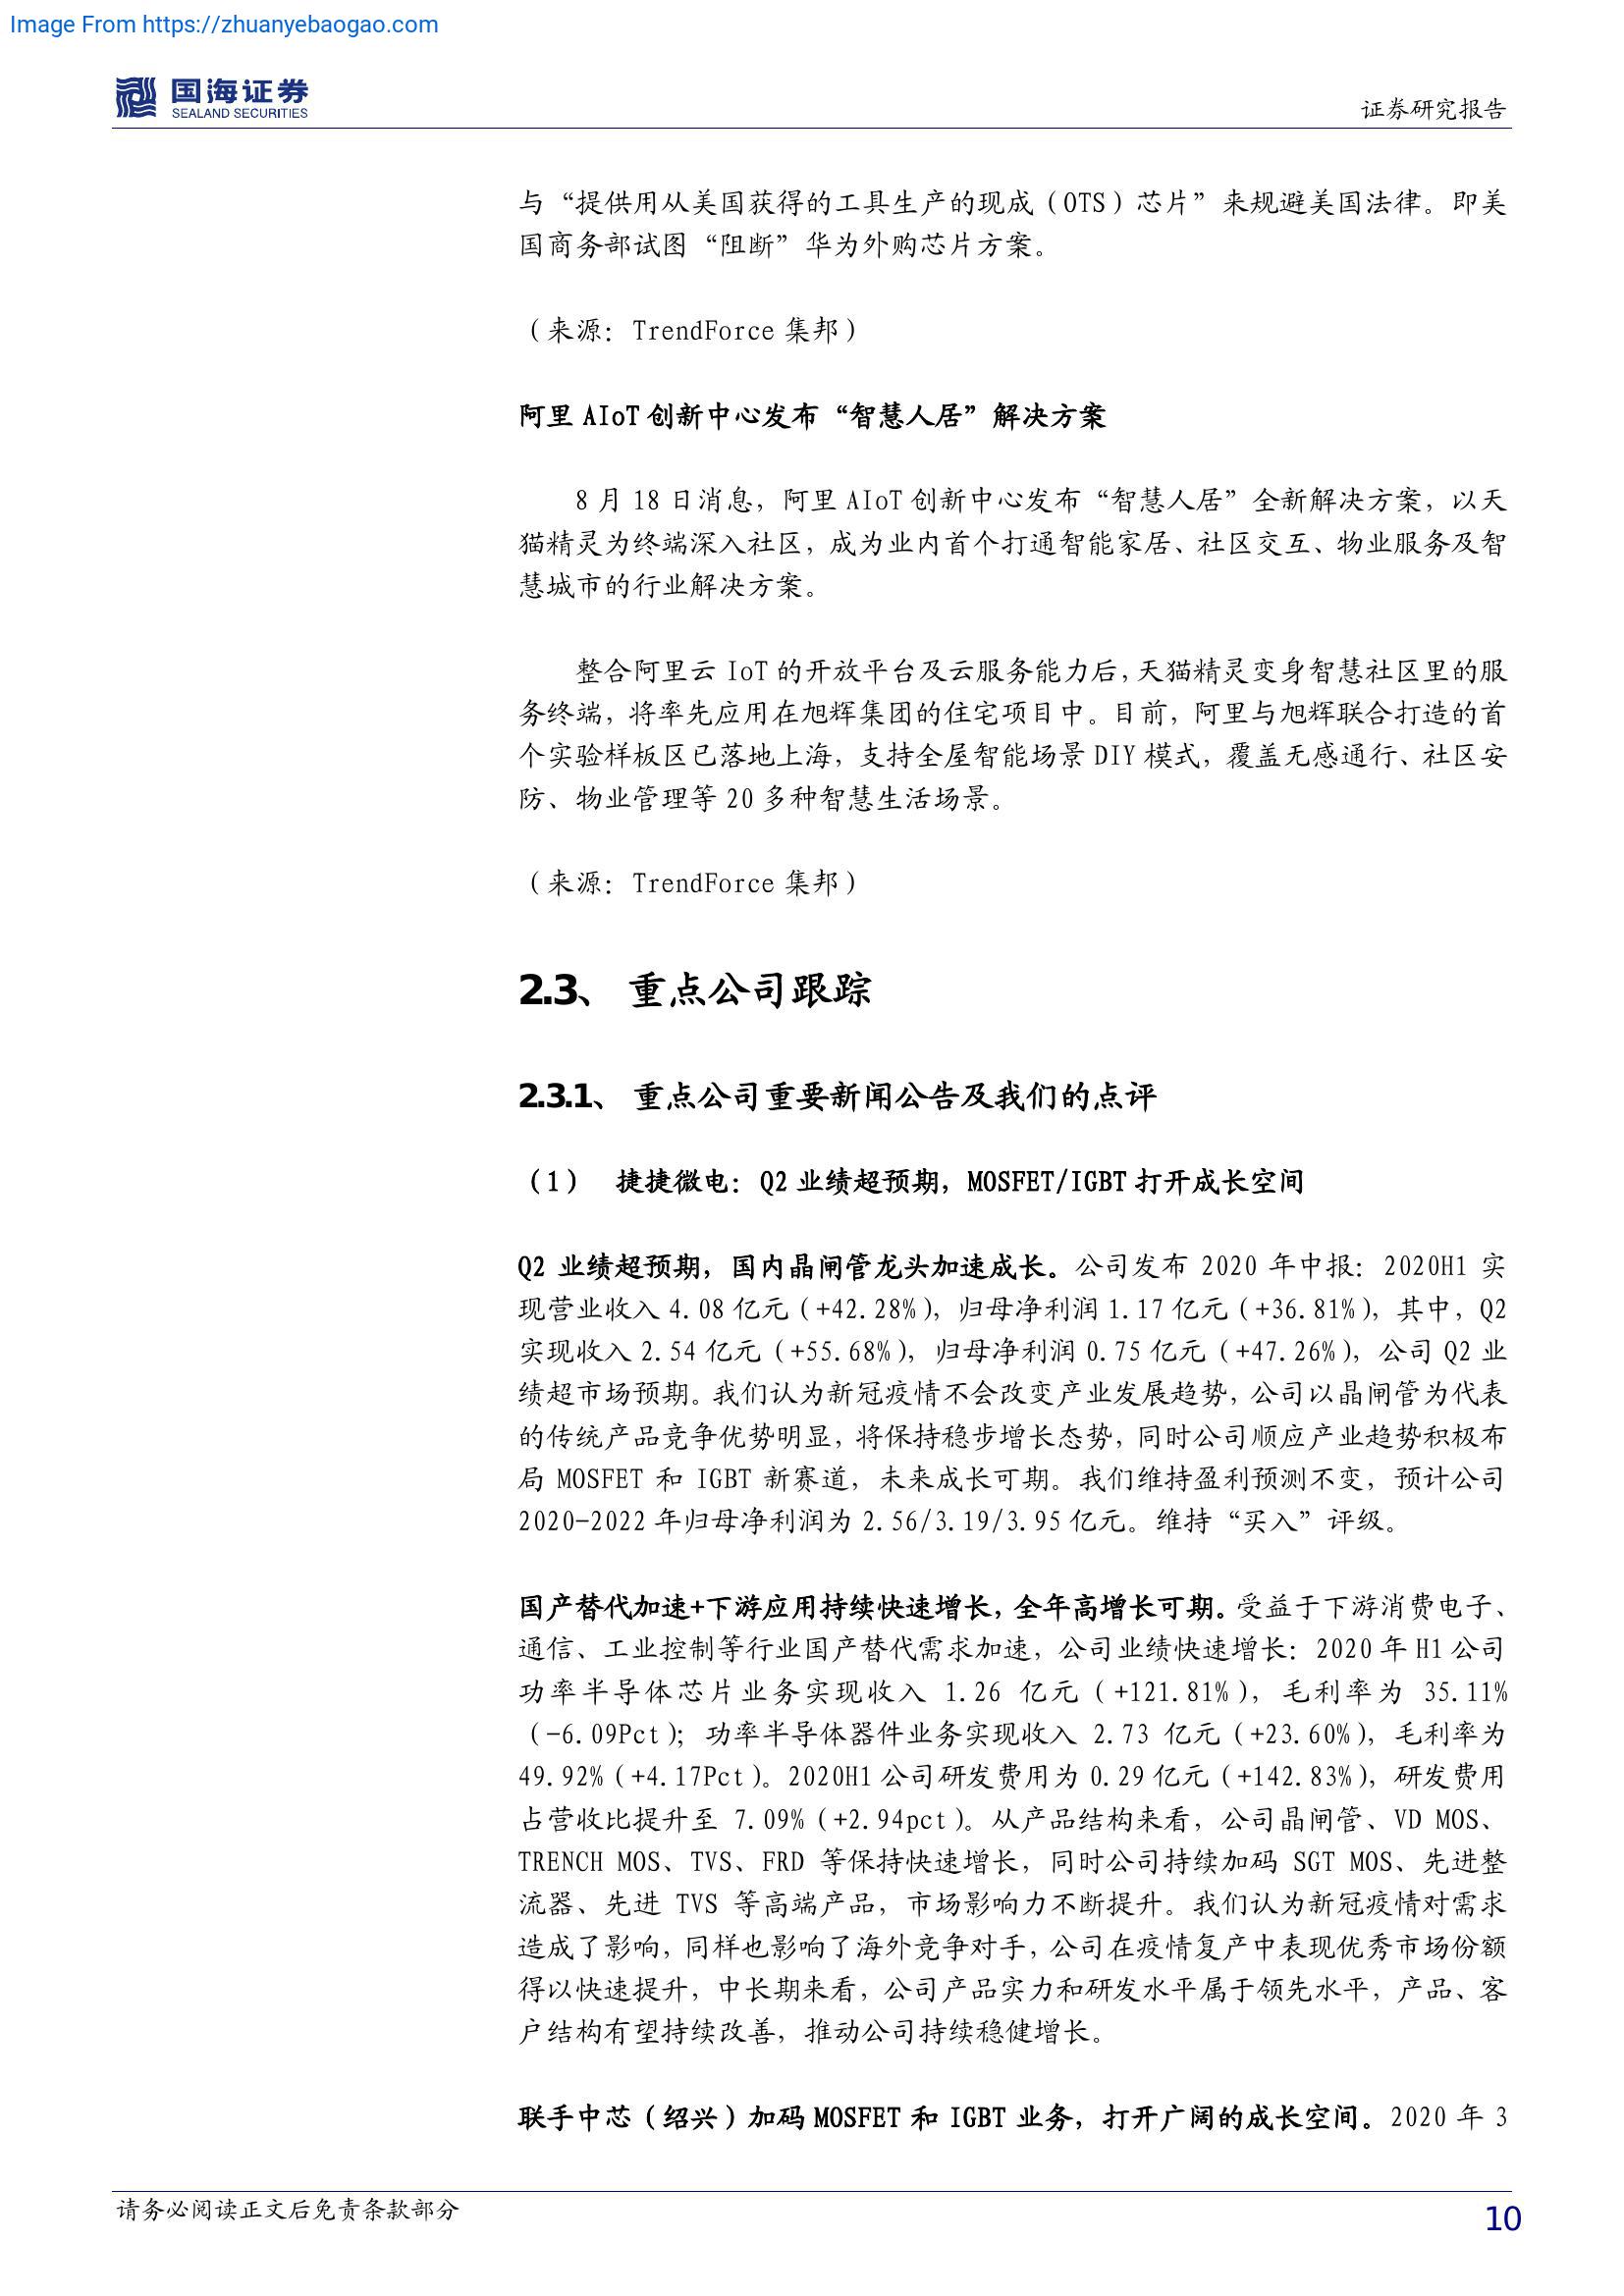 Image From https://zhuanyebaogao.com
国海证券
SEALAND SECURITIES
证券研究报告
与“提供用从美国获得的工具生产的现成（OTS）芯片”来规避美国法律。即美
国商务部试图“阻断”华为外购芯片方案。
（来源：TrendForce 集邦）
阿里 AIoT 创新中心发布“智慧人居”解决方案
8 月 18 日消息，阿里 AIoT 创新中心发布“智慧人居”全新解决方案，以天
猫精灵为终端深入社区，成为业内首个打通智能家居、社区交互、物业服务及智
慧城市的行业解决方案。
整合阿里云 IoT 的开放平台及云服务能力后，天猫精灵变身智慧社区里的服
务终端，将率先应用在旭辉集团的住宅项目中。目前，阿里与旭辉联合打造的首
个实验样板区已落地上海，支持全屋智能场景 DIY 模式，覆盖无感通行、社区安
防、物业管理等 20 多种智慧生活场景。
（来源：TrendForce 集邦）
2.3、 重点公司跟踪
2.3.1、 重点公司重要新闻公告及我们的点评
（1） 捷捷微电：Q2 业绩超预期，MOSFET/IGBT 打开成长空间
Q2 业绩超预期，国内晶闸管龙头加速成长。公司发布 2020 年中报：2020H1 实
现营业收入 4.08 亿元（+42.28%），归母净利润 1.17 亿元（+36.81%），其中，Q2
实现收入 2.54 亿元（+55.68%），归母净利润 0.75 亿元（+47.26%），公司 Q2 业
绩超市场预期。我们认为新冠疫情不会改变产业发展趋势，公司以晶闸管为代表
的传统产品竞争优势明显，将保持稳步增长态势，同时公司顺应产业趋势积极布
局 MOSFET 和 IGBT 新赛道，未来成长可期。我们维持盈利预测不变，预计公司
2020-2022 年归母净利润为 2.56/3.19/3.95 亿元。维持“买入”评级。
国产替代加速+下游应用持续快速增长，全年高增长可期。受益于下游消费电子、
通信、工业控制等行业国产替代需求加速，公司业绩快速增长：2020 年 H1 公司
功率半导体芯片业务实现收入 1.26 亿元（+121.81%），毛利率为 35.11%
（-6.09Pct）；功率半导体器件业务实现收入 2.73 亿元（+23.60%），毛利率为
49.92%（+4.17Pct）。2020H1 公司研发费用为 0.29 亿元（+142.83%），研发费用
占营收比提升至 7.09%（+2.94pct）。从产品结构来看，公司晶闸管、VD MOS、
TRENCH MOS、TVS、FRD 等保持快速增长，同时公司持续加码 SGT MOS、先进整
流器、先进 TVS 等高端产品，市场影响力不断提升。我们认为新冠疫情对需求
造成了影响，同样也影响了海外竞争对手，公司在疫情复产中表现优秀市场份额
得以快速提升，中长期来看，公司产品实力和研发水平属于领先水平，产品、客
户结构有望持续改善，推动公司持续稳健增长。
联手中芯（绍兴）加码 MOSFET 和 IGBT 业务，打开广阔的成长空间。2020 年 3
请务必阅读正文后免责条款部分
10